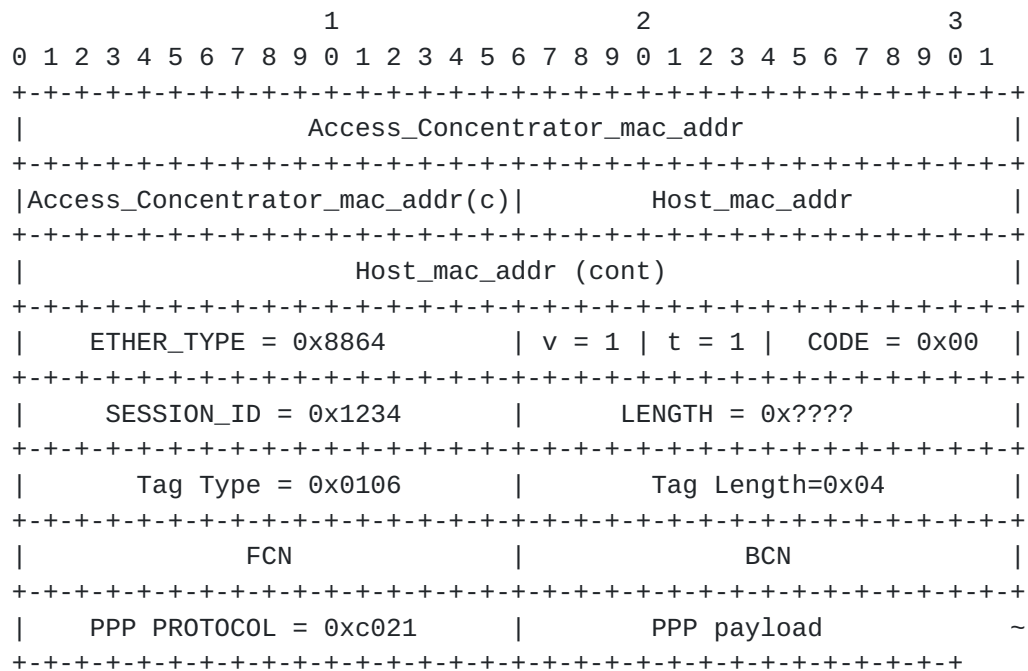 1                   2                   3
0 1 2 3 4 5 6 7 8 9 0 1 2 3 4 5 6 7 8 9 0 1 2 3 4 5 6 7 8 9 0 1
+-+-+-+-+-+-+-+-+-+-+-+-+-+-+-+-+-+-+-+-+-+-+-+-+-+-+-+-+-+-+-+-+
|                  Access_Concentrator_mac_addr                 |
+-+-+-+-+-+-+-+-+-+-+-+-+-+-+-+-+-+-+-+-+-+-+-+-+-+-+-+-+-+-+-+-+
|Access_Concentrator_mac_addr(c)|        Host_mac_addr          |
+-+-+-+-+-+-+-+-+-+-+-+-+-+-+-+-+-+-+-+-+-+-+-+-+-+-+-+-+-+-+-+-+
|                     Host_mac_addr (cont)                      |
+-+-+-+-+-+-+-+-+-+-+-+-+-+-+-+-+-+-+-+-+-+-+-+-+-+-+-+-+-+-+-+-+
|    ETHER_TYPE = 0x8864        | v = 1 | t = 1 |  CODE = 0x00  |
+-+-+-+-+-+-+-+-+-+-+-+-+-+-+-+-+-+-+-+-+-+-+-+-+-+-+-+-+-+-+-+-+
|     SESSION_ID = 0x1234       |      LENGTH = 0x????          |
+-+-+-+-+-+-+-+-+-+-+-+-+-+-+-+-+-+-+-+-+-+-+-+-+-+-+-+-+-+-+-+-+
|       Tag Type = 0x0106       |        Tag Length=0x04        |
+-+-+-+-+-+-+-+-+-+-+-+-+-+-+-+-+-+-+-+-+-+-+-+-+-+-+-+-+-+-+-+-+
|              FCN              |              BCN              |
+-+-+-+-+-+-+-+-+-+-+-+-+-+-+-+-+-+-+-+-+-+-+-+-+-+-+-+-+-+-+-+-+
|    PPP PROTOCOL = 0xc021      |        PPP payload            ~
+-+-+-+-+-+-+-+-+-+-+-+-+-+-+-+-+-+-+-+-+-+-+-+-+-+-+-+-+-+-+